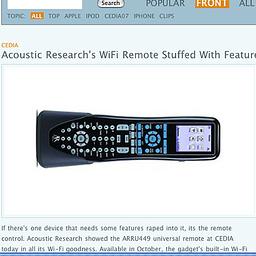 Search POPULAR FRONT ALL
TOPIC: ALL TOP APPLE IPOD CEDIA07 IPHONE CLIPS
CEDIA
Acoustic Research's WiFi Remote Stuffed With Feature
If there's one device that needs some features raped into it, its the
remote control. Acoustic Research showed the ARRU449 universal remote at CEDIA
today in all its Wi-Fi goodness. Available in October, the gadget's built-in Wi-Fi